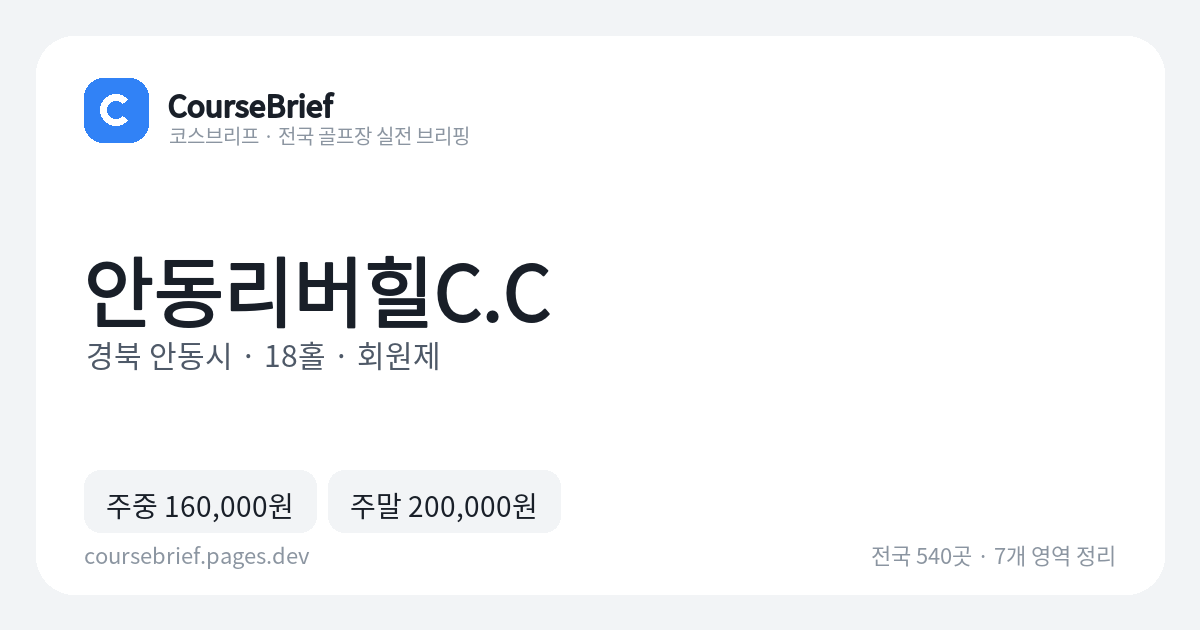 CourseBrief
코스브리프 · 전국 골프장 실전 브리핑
안동리버힐C.C
경북 안동시 · 18홀 · 회원제
주중 160,000원 주말 200,000원
coursebrief.pages.dev 전국 540곳 · 7개 영역 정리